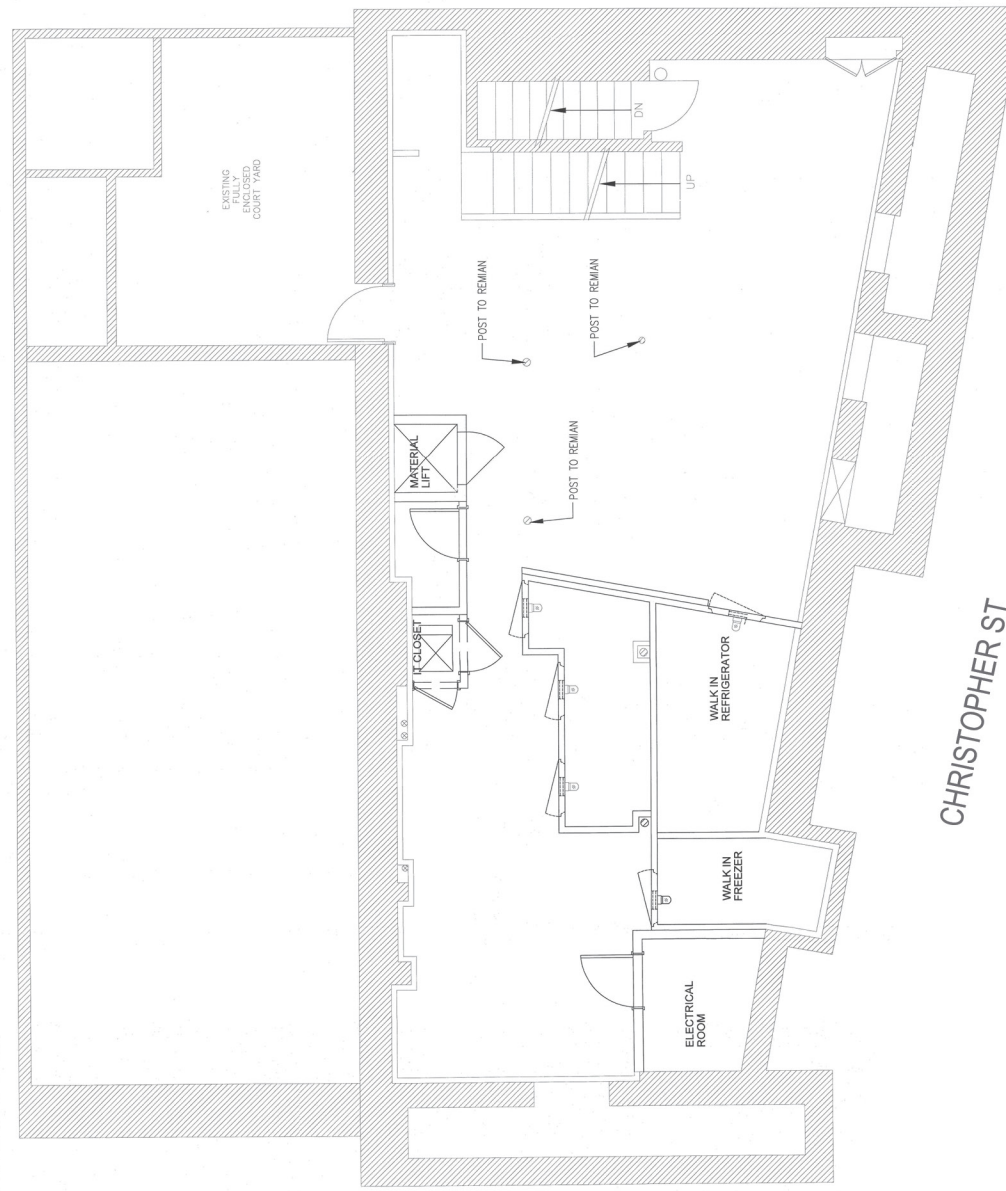 EXISTING
FULLY
ENCLOSED
COURT YARD
DN
UP
POST TO REMIAN
POST TO REMIAN
POST TO REMIAN
MATERIAL
LIFT
IT CLOSET
WALK IN
REFRIGERATOR
WALK IN
FREEZER
ELECTRICAL
ROOM
CHRISTOPHER ST